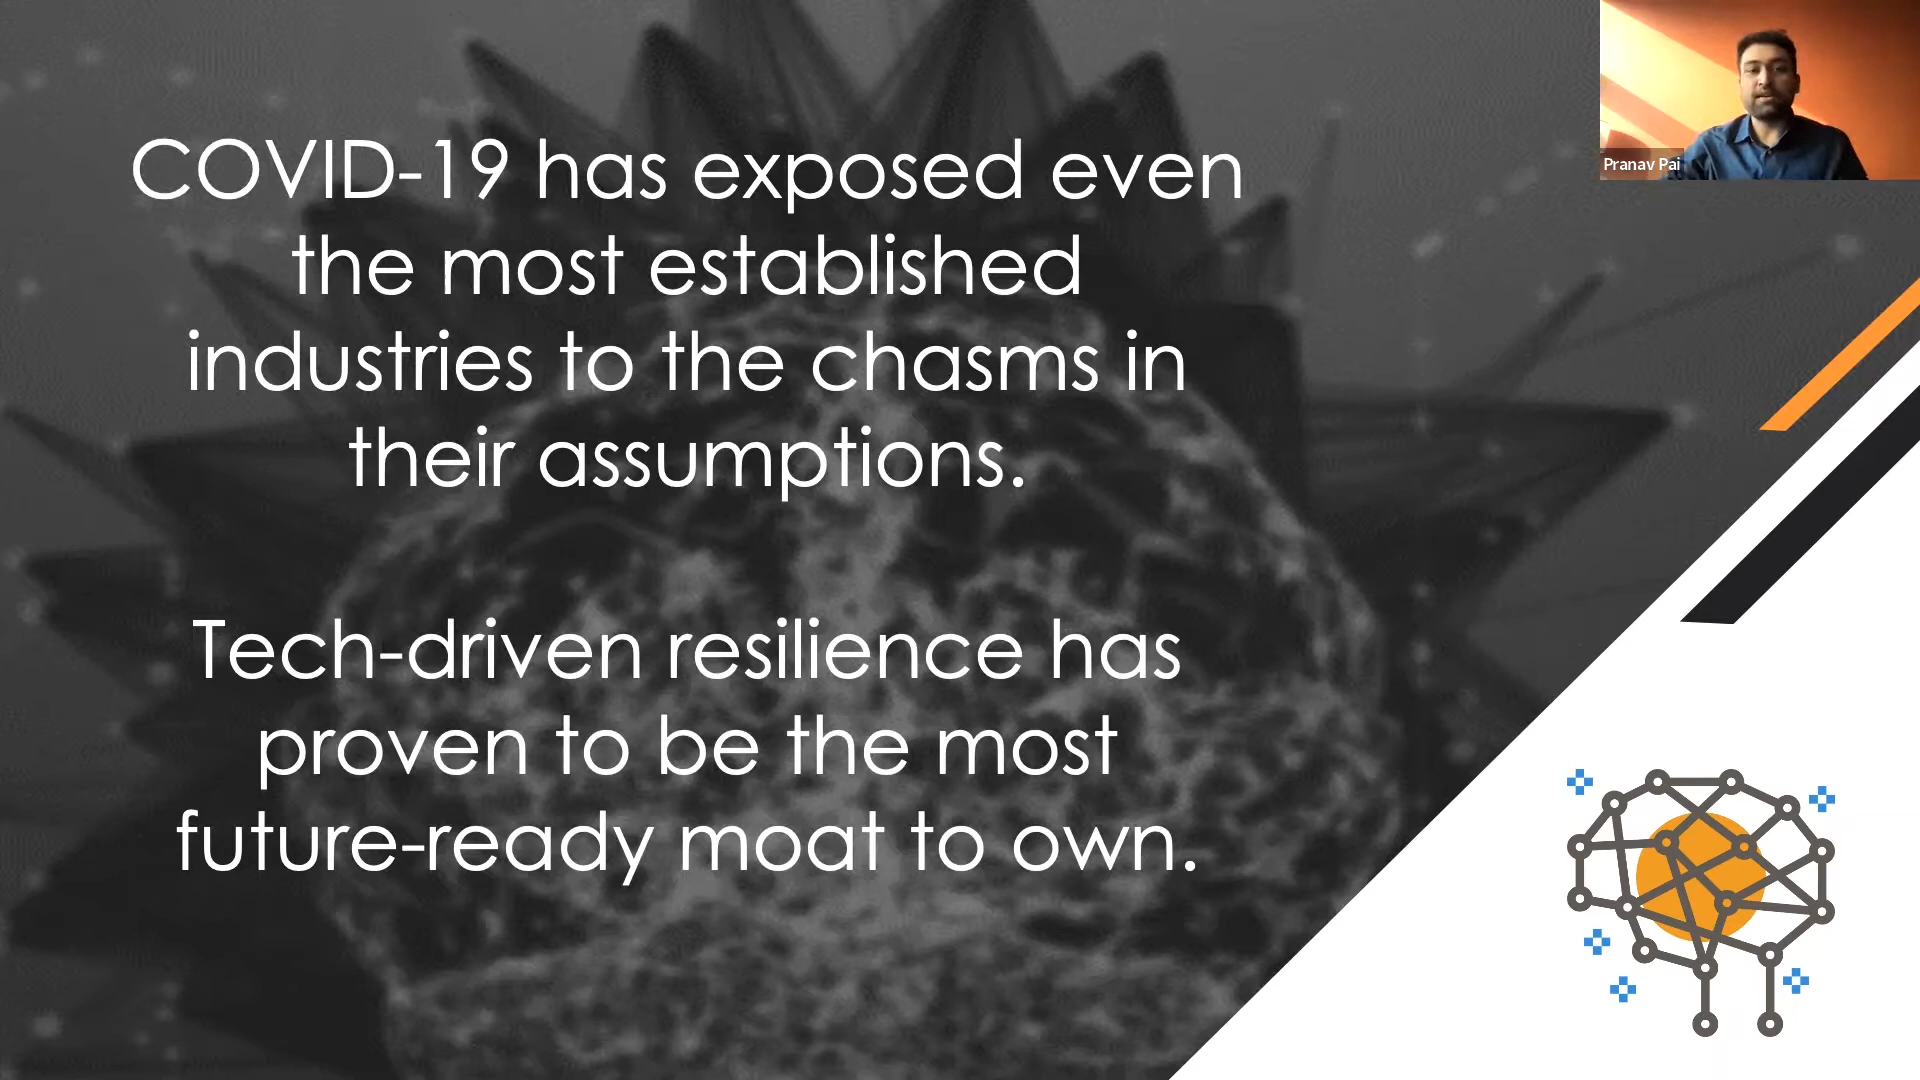 COVID-19 has exposed even
the most established
industries to the chasms in
their assumptions.
Tech-driven resilience has
proven to be the most
future-ready moat to own.
Pranav Pai